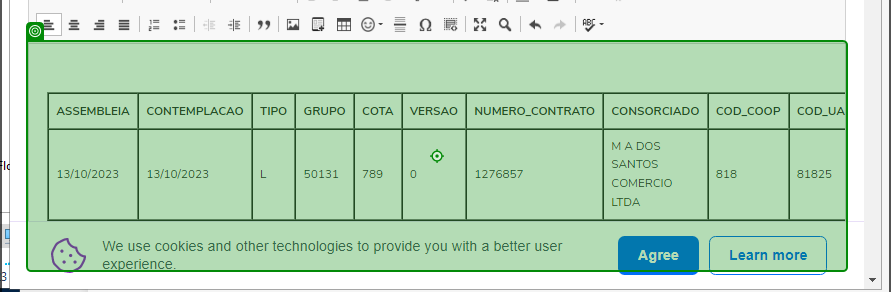 ASSEMBLEIA CONTEMPLACAO TIPO GRUPO COTA VERSAO NUMERO_CONTRATO CONSORCIADO COD_COOP COD_UA
13/10/2023 13/10/2023 L 50131 789 0 1276857 M A DOS
SANTOS
COMERCIO
LTDA 818 81825
We use cookies and other technologies to provide you with a better user
experience.
Agree Learn more